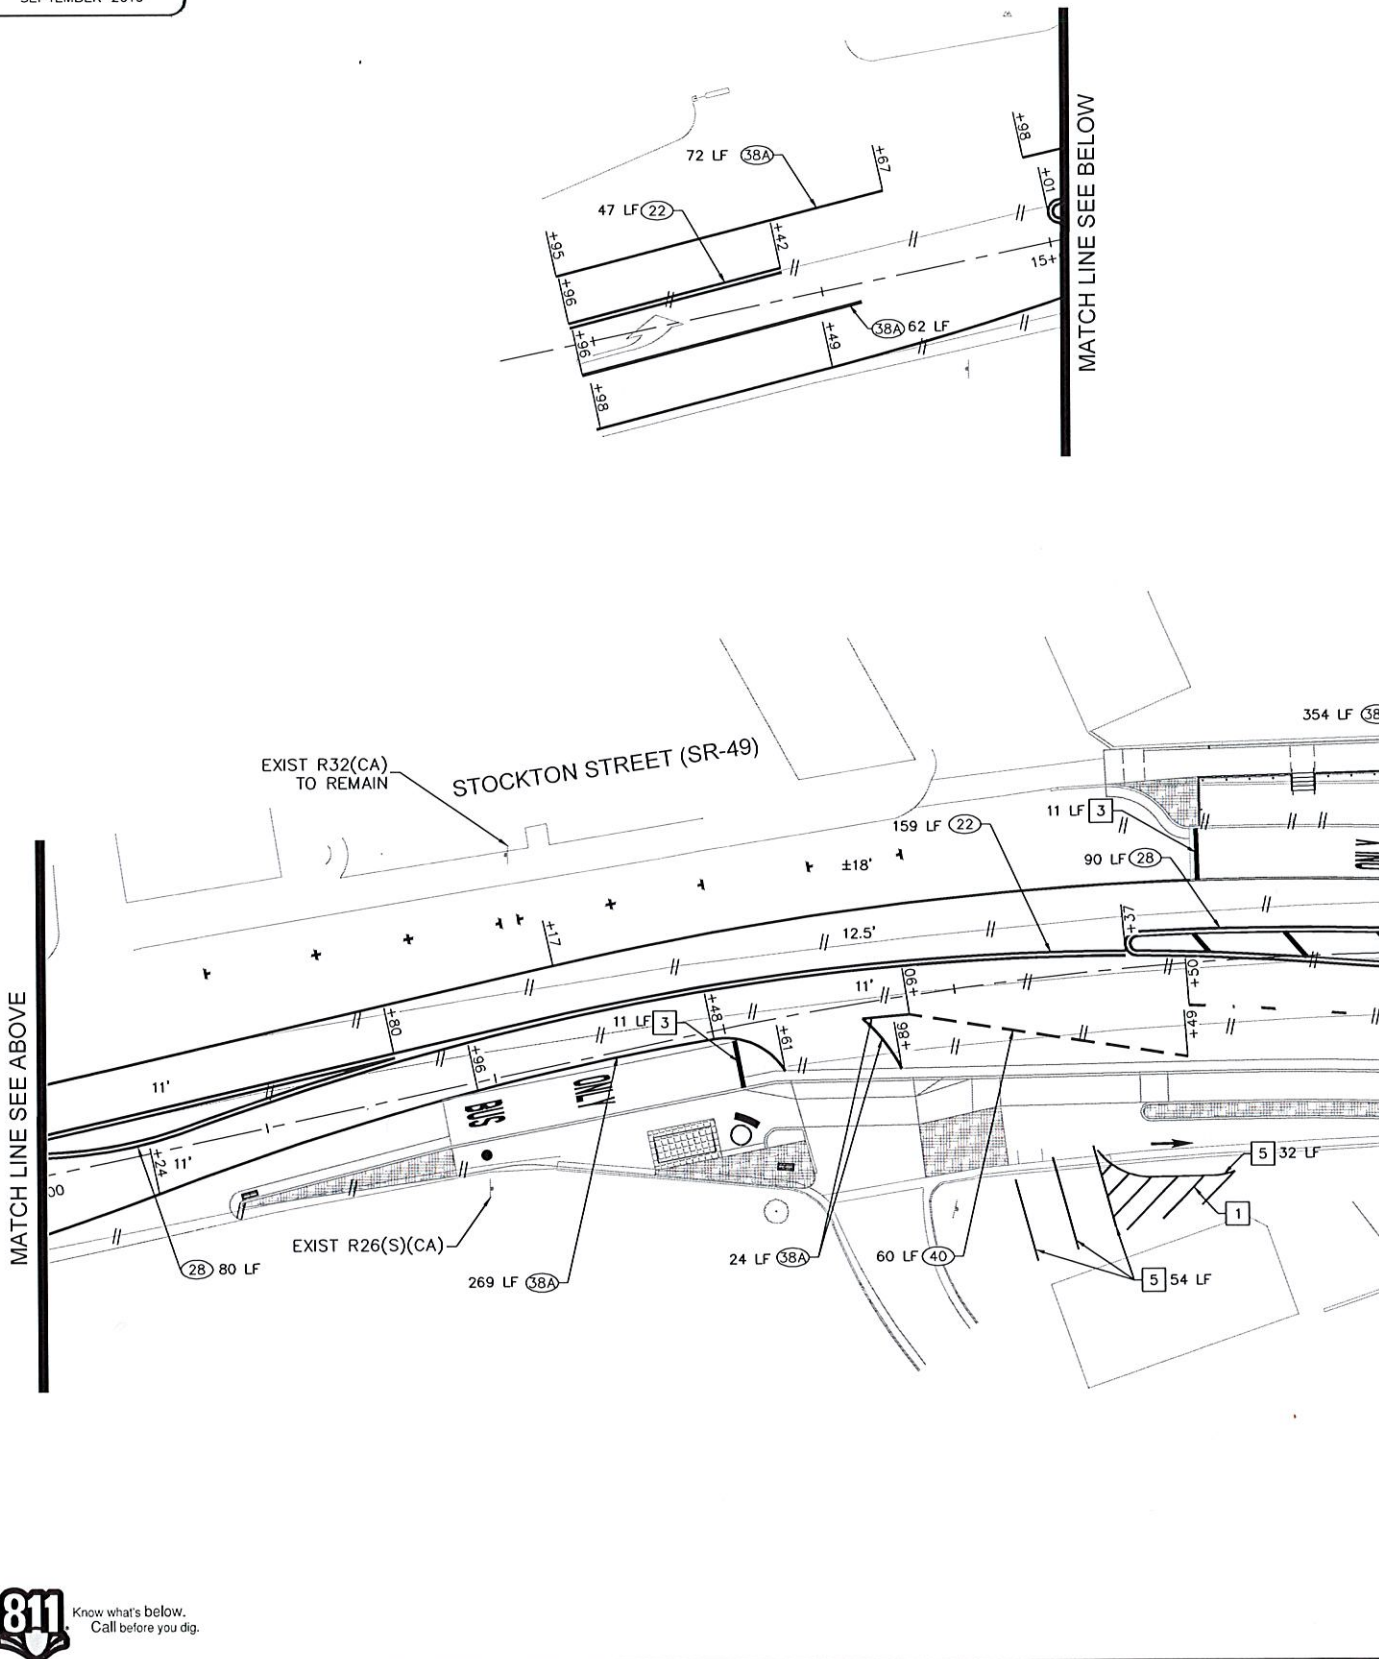 MATCH LINE SEE BELOW
+98
+01
+67
72 LF 38A
47 LF 22
+42
+95
+96
15+
+96
38A 62 LF
+49
+98
354 LF
STOCKTON STREET (SR-49)
EXIST R32(CA)
TO REMAIN
11 LF 3
159 LF 22
90 LF 28
±18'
ONLY
+17
12.5'
+37
11'
+90
+50
+80
+48
11 LF 3
+61
+86
+49
+96
11'
ONLY
BUS
MATCH LINE SEE ABOVE
+24
11'
00
5 32 LF
1
EXIST R26(S)(CA)
28 80 LF
269 LF 38A
24 LF 38A
60 LF 40
5 54 LF
811
Know what's below.
Call before you dig.